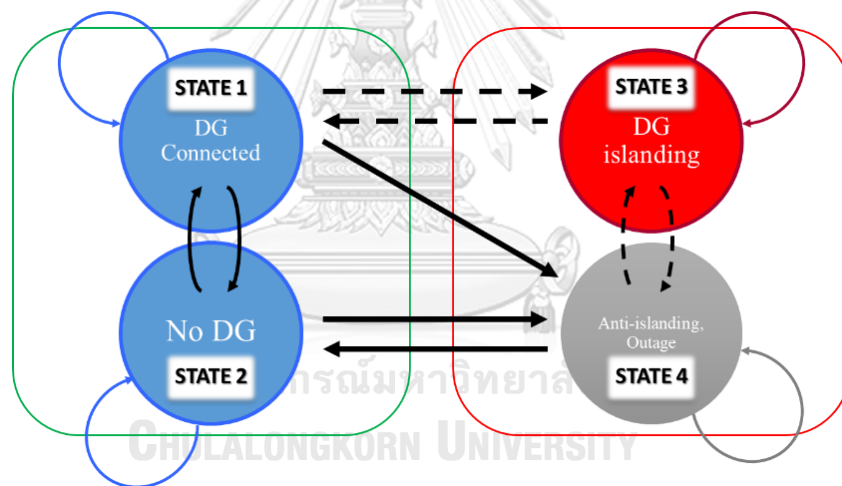 STATE 1
DG
Connected
STATE 3
DG
islanding
No DG
STATE 2
Anti-islanding,
Outage
STATE 4
CHULALONGKORN UNIVERSITY